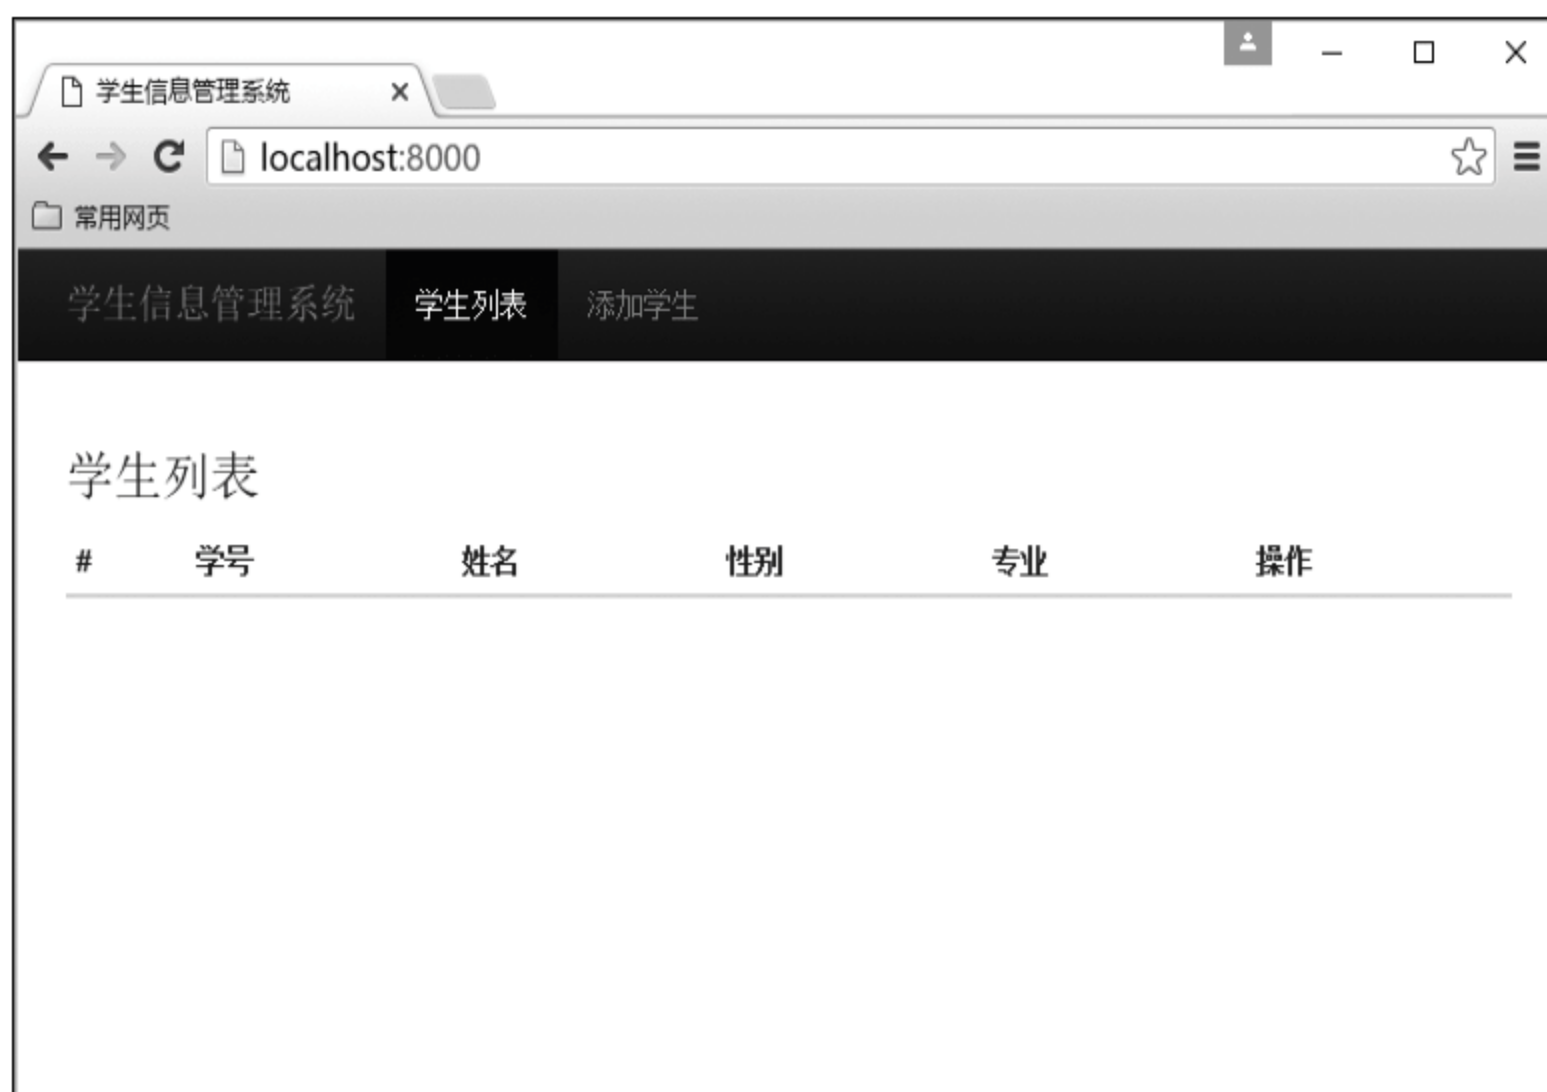 学生信息管理系统
localhost:8000
常用网页
学生信息管理系统 学生列表 添加学生
学生列表
# 学号 姓名 性别 专业 操作